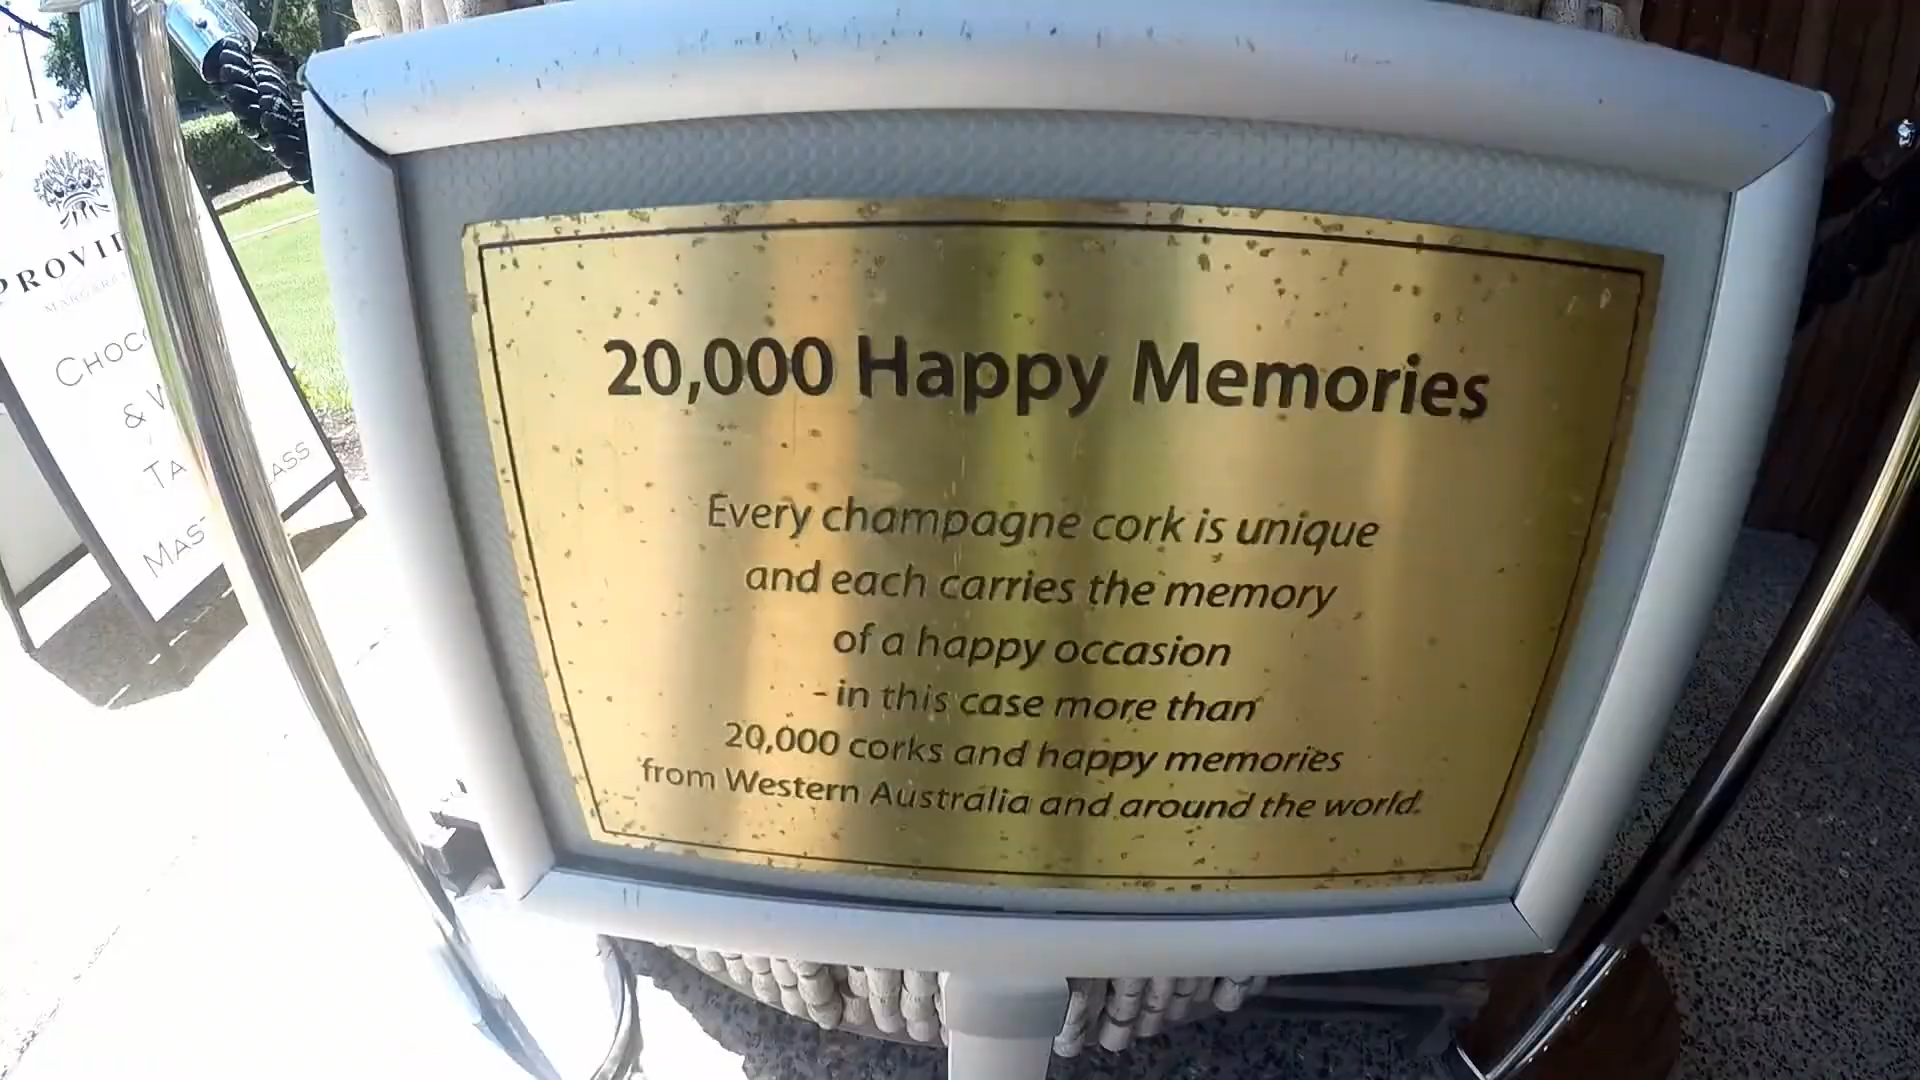 20,000 Happy Memories
Every champagne cork is unique
and each carries the memory
of a happy occasion
- in this case more than
20,000 corks and happy memories
from Western Australia and around the world.
&